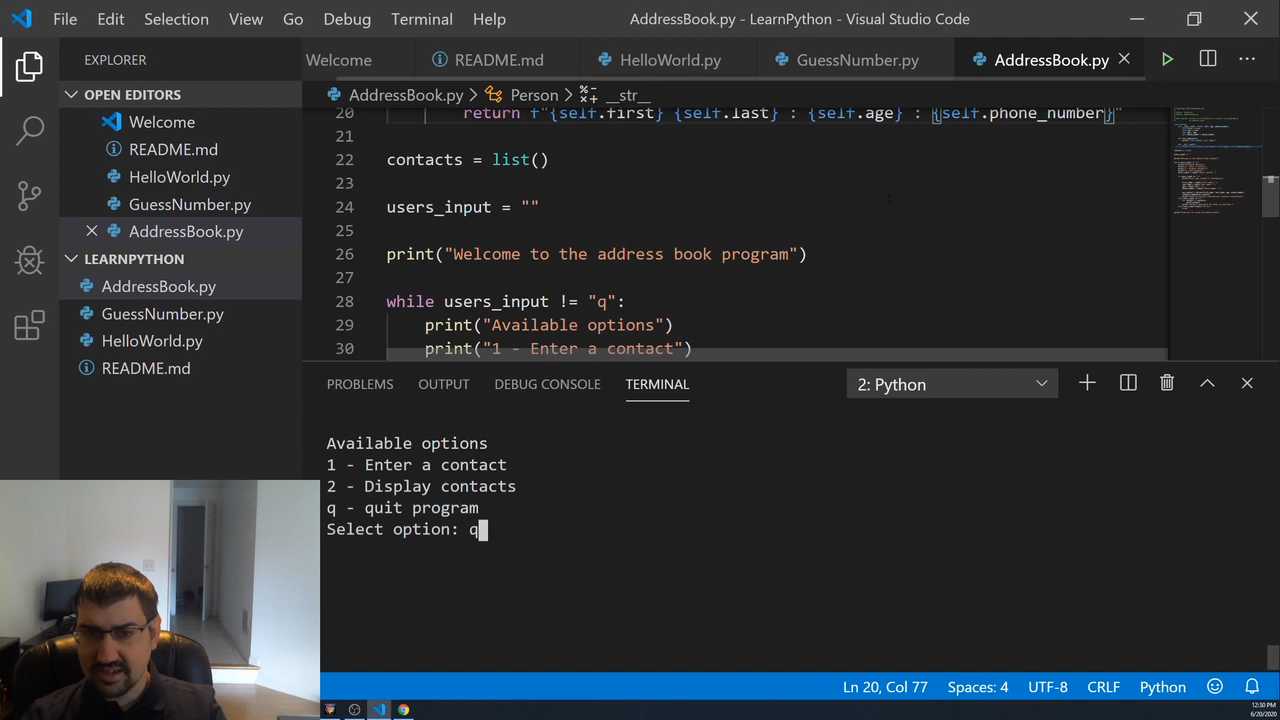 File Edit Selection View Go Debug Terminal Help AddressBook.py - LearnPython - Visual Studio Code
EXPLORER Welcome README.md HelloWorld.py GuessNumber.py AddressBook.py
OPEN EDITORS
Welcome
README.md
HelloWorld.py
GuessNumber.py
AddressBook.py
LEARNPYTHON
AddressBook.py
GuessNumber.py
HelloWorld.py
README.md
AddressBook.py > Person > __str__
20 return f"{self.first} {self.last} : {self.age} : {self.phone_number}"
21
22 contacts = list()
23
24 users_input = ""
25
26 print("Welcome to the address book program")
27
28 while users_input != "q":
29 print("Available options")
30 print("1 - Enter a contact")
PROBLEMS OUTPUT DEBUG CONSOLE TERMINAL 2: Python
Available options
1 - Enter a contact
2 - Display contacts
q - quit program
Select option: q
Ln 20, Col 77 Spaces: 4 UTF-8 CRLF Python
12:30 PM
6/20/2020